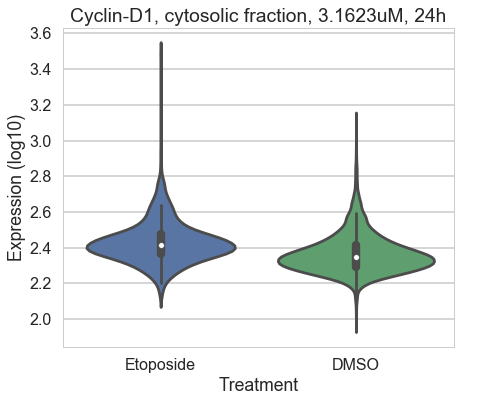 Cyclin-D1, cytosolic fraction, 3.1623uM, 24h
3.6
3.4
3.2
3.0
2.8
2.6
2.4
2.2
2.0
Expression (log10)
Etoposide DMSO
Treatment